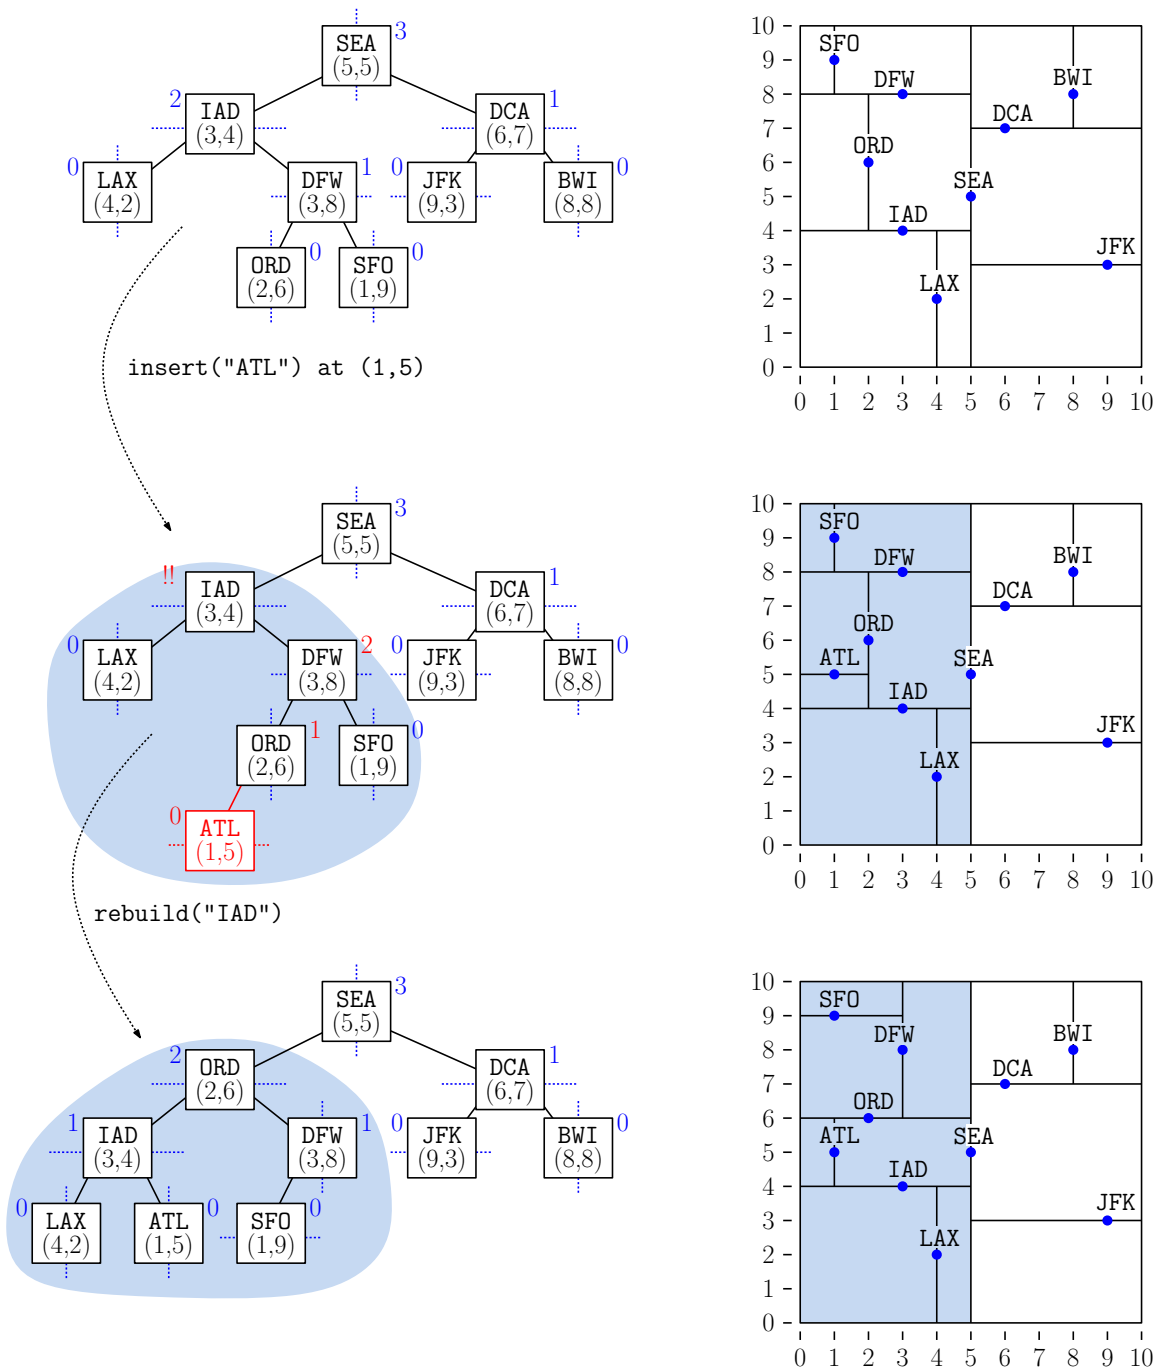 SEA
(5,5)
3
2
IAD
(3,4)
DCA
(6,7)
1
0
LAX
(4,2)
DFW
(3,8)
1
0
JFK
(9,3)
BWI
(8,8)
0
ORD
(2,6)
0
SFO
(1,9)
0
insert("ATL") at (1,5)
10
9
8
7
6
5
4
3
2
1
0
SFO
DFW
BWI
DCA
ORD
SEA
IAD
JFK
LAX
0 1 2 3 4 5 6 7 8 9 10
SEA
(5,5)
3
!!
IAD
(3,4)
DCA
(6,7)
1
0
LAX
(4,2)
DFW
(3,8)
2
0
JFK
(9,3)
BWI
(8,8)
0
ORD
(2,6)
1
SFO
(1,9)
0
0
ATL
(1,5)
rebuild("IAD")
10
9
8
7
6
5
4
3
2
1
0
SFO
DFW
BWI
DCA
ORD
ATL
SEA
IAD
JFK
LAX
0 1 2 3 4 5 6 7 8 9 10
SEA
(5,5)
3
2
ORD
(2,6)
DCA
(6,7)
1
1
IAD
(3,4)
DFW
(3,8)
1
0
JFK
(9,3)
BWI
(8,8)
0
0
LAX
(4,2)
ATL
(1,5)
0
SFO
(1,9)
0
10
9
8
7
6
5
4
3
2
1
0
SFO
DFW
BWI
DCA
ORD
ATL
SEA
IAD
JFK
LAX
0 1 2 3 4 5 6 7 8 9 10